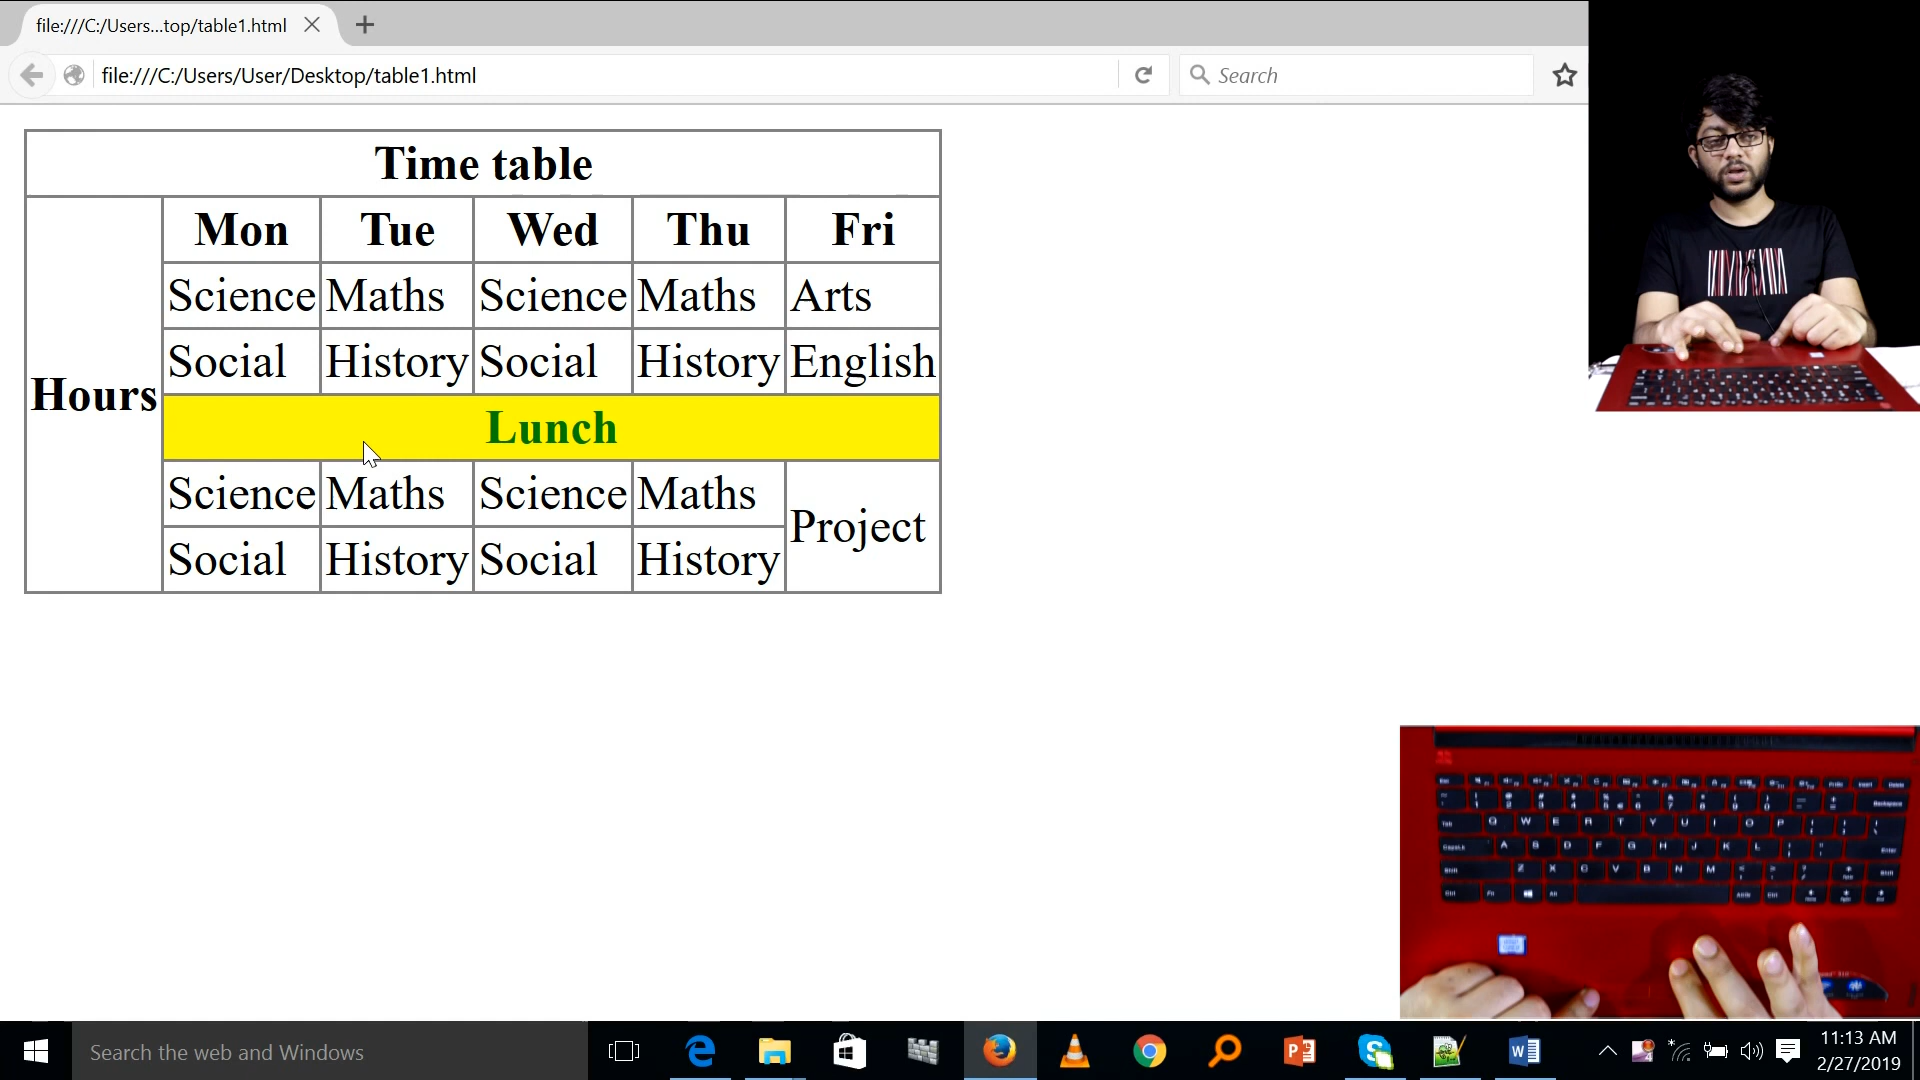 file:///C:/Users...top/table1.html
file:///C:/Users/User/Desktop/table1.html
Search
Time table
Hours
Mon Tue Wed Thu Fri
Science Maths Science Maths Arts
Social History Social History English
Lunch
Science Maths Science Maths Project
Social History Social History
Q W E R T Y U I O P
A S D F G H J K L
Z X C V B N M
Search the web and Windows
11:13 AM
2/27/2019